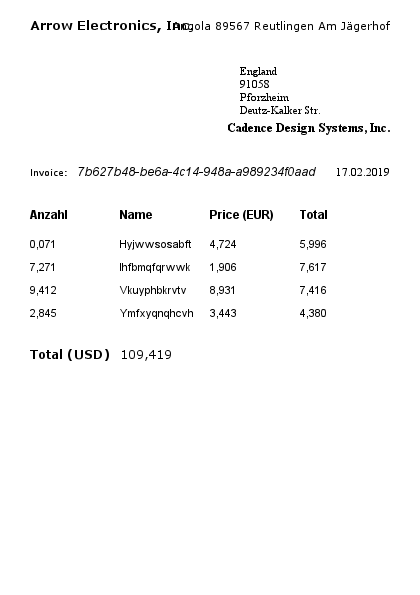 Arrow Electronics, Inc. Angola 89567 Reutlingen Am Jägerhof
England
91058
Pforzheim
Deutz-Kalker Str.
Cadence Design Systems, Inc.
Invoice: 7b627b48-be6a-4c14-948a-a989234f0aad 17.02.2019
Anzahl Name Price (EUR) Total
0,071 Hyjwwsosabft 4,724 5,996
7,271 Ihfbmqfqrwwk 1,906 7,617
9,412 Vkuyphbkrvtv 8,931 7,416
2,845 Ymfxyqnqhcvh 3,443 4,380
Total (USD) 109,419